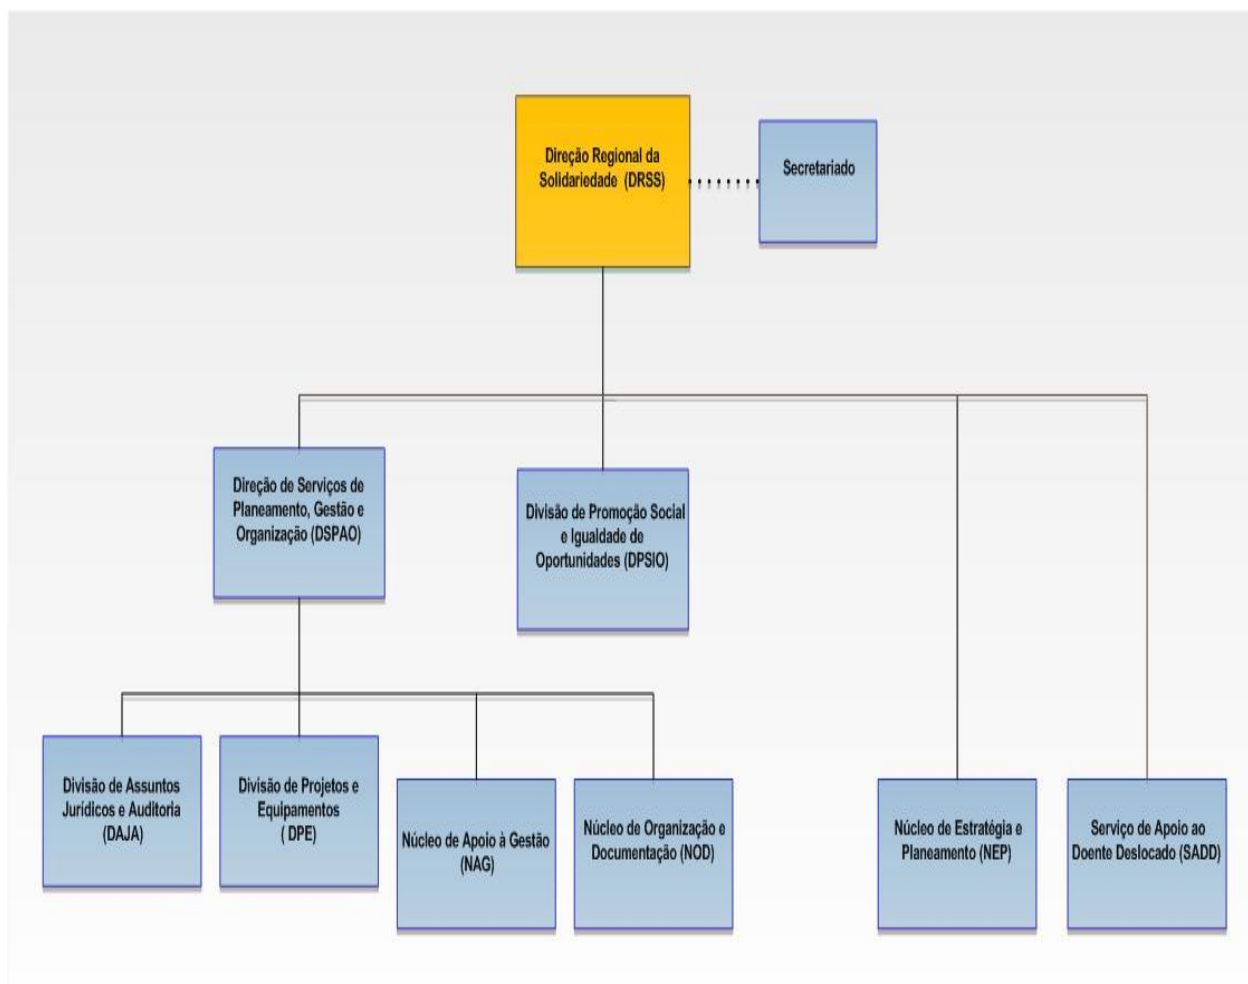 Direção Regional da
Solidariedade (DRSS)
Secretariado
Direção de Serviços de
Planeamento, Gestão e
Organização (DSPAO)
Divisão de Promoção Social
e Igualdade de
Oportunidades (DPSIO)
Divisão de Assuntos
Jurídicos e Auditoria
(DAJA)
Divisão de Projetos e
Equipamentos
( DPE)
Núcleo de Apoio à Gestão
(NAG)
Núcleo de Organização e
Documentação (NOD)
Núcleo de Estratégia e
Planeamento (NEP)
Serviço de Apoio ao
Doente Deslocado (SADD)